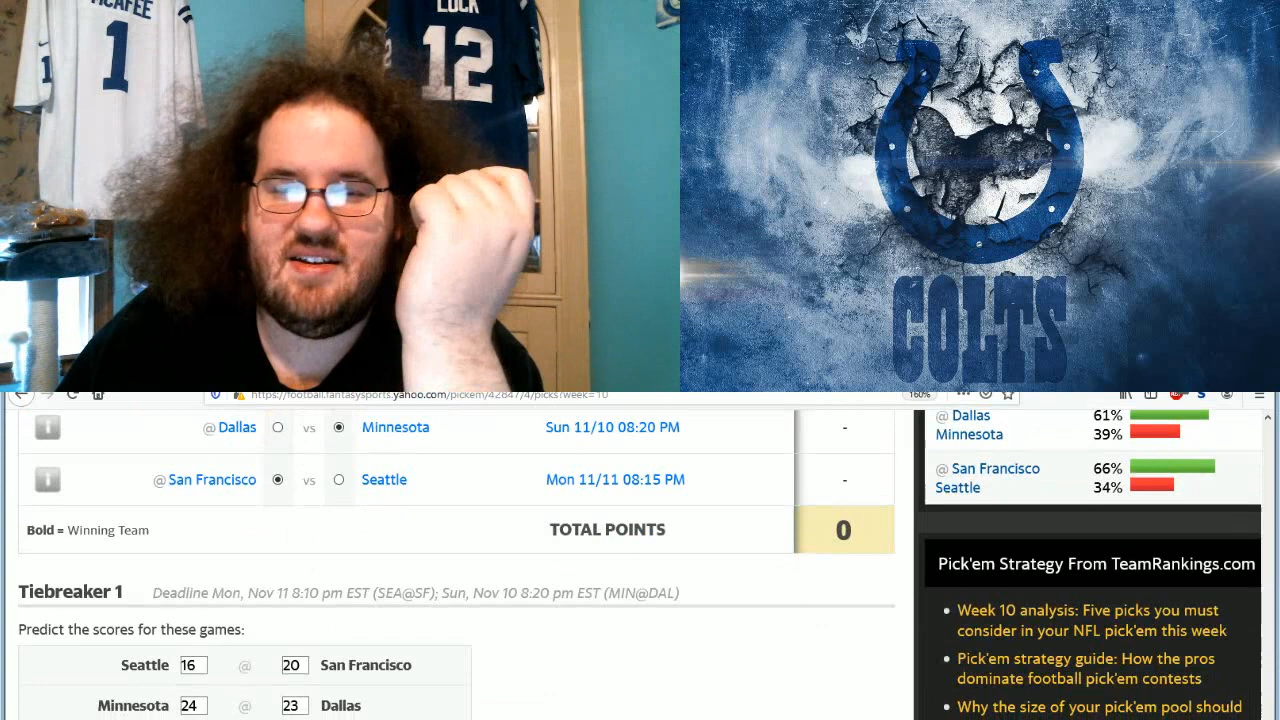 McAFEE
1
1
LUCK
12
COLTS
https://football.fantasysports.yahoo.com/pickem/42847/4/picks?week=10
160%
@ Dallas vs Minnesota Sun 11/10 08:20 PM -
@ San Francisco vs Seattle Mon 11/11 08:15 PM -
Bold = Winning Team TOTAL POINTS 0
Tiebreaker 1 Deadline Mon, Nov 11 8:10 pm EST (SEA@SF); Sun, Nov 10 8:20 pm EST (MIN@DAL)
Predict the scores for these games:
Seattle 16 @ 20 San Francisco
Minnesota 24 @ 23 Dallas
@ Dallas 61%
Minnesota 39%
@ San Francisco 66%
Seattle 34%
Pick'em Strategy From TeamRankings.com
Week 10 analysis: Five picks you must
consider in your NFL pick'em this week
Pick'em strategy guide: How the pros
dominate football pick'em contests
Why the size of your pick'em pool should